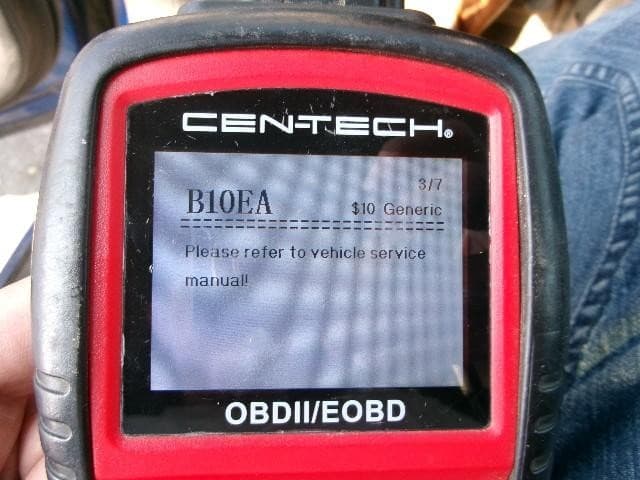 CEN-TECH®
3/7
B10EA $10 Generic
Please refer to vehicle service
manual!
OBDII/EOBD